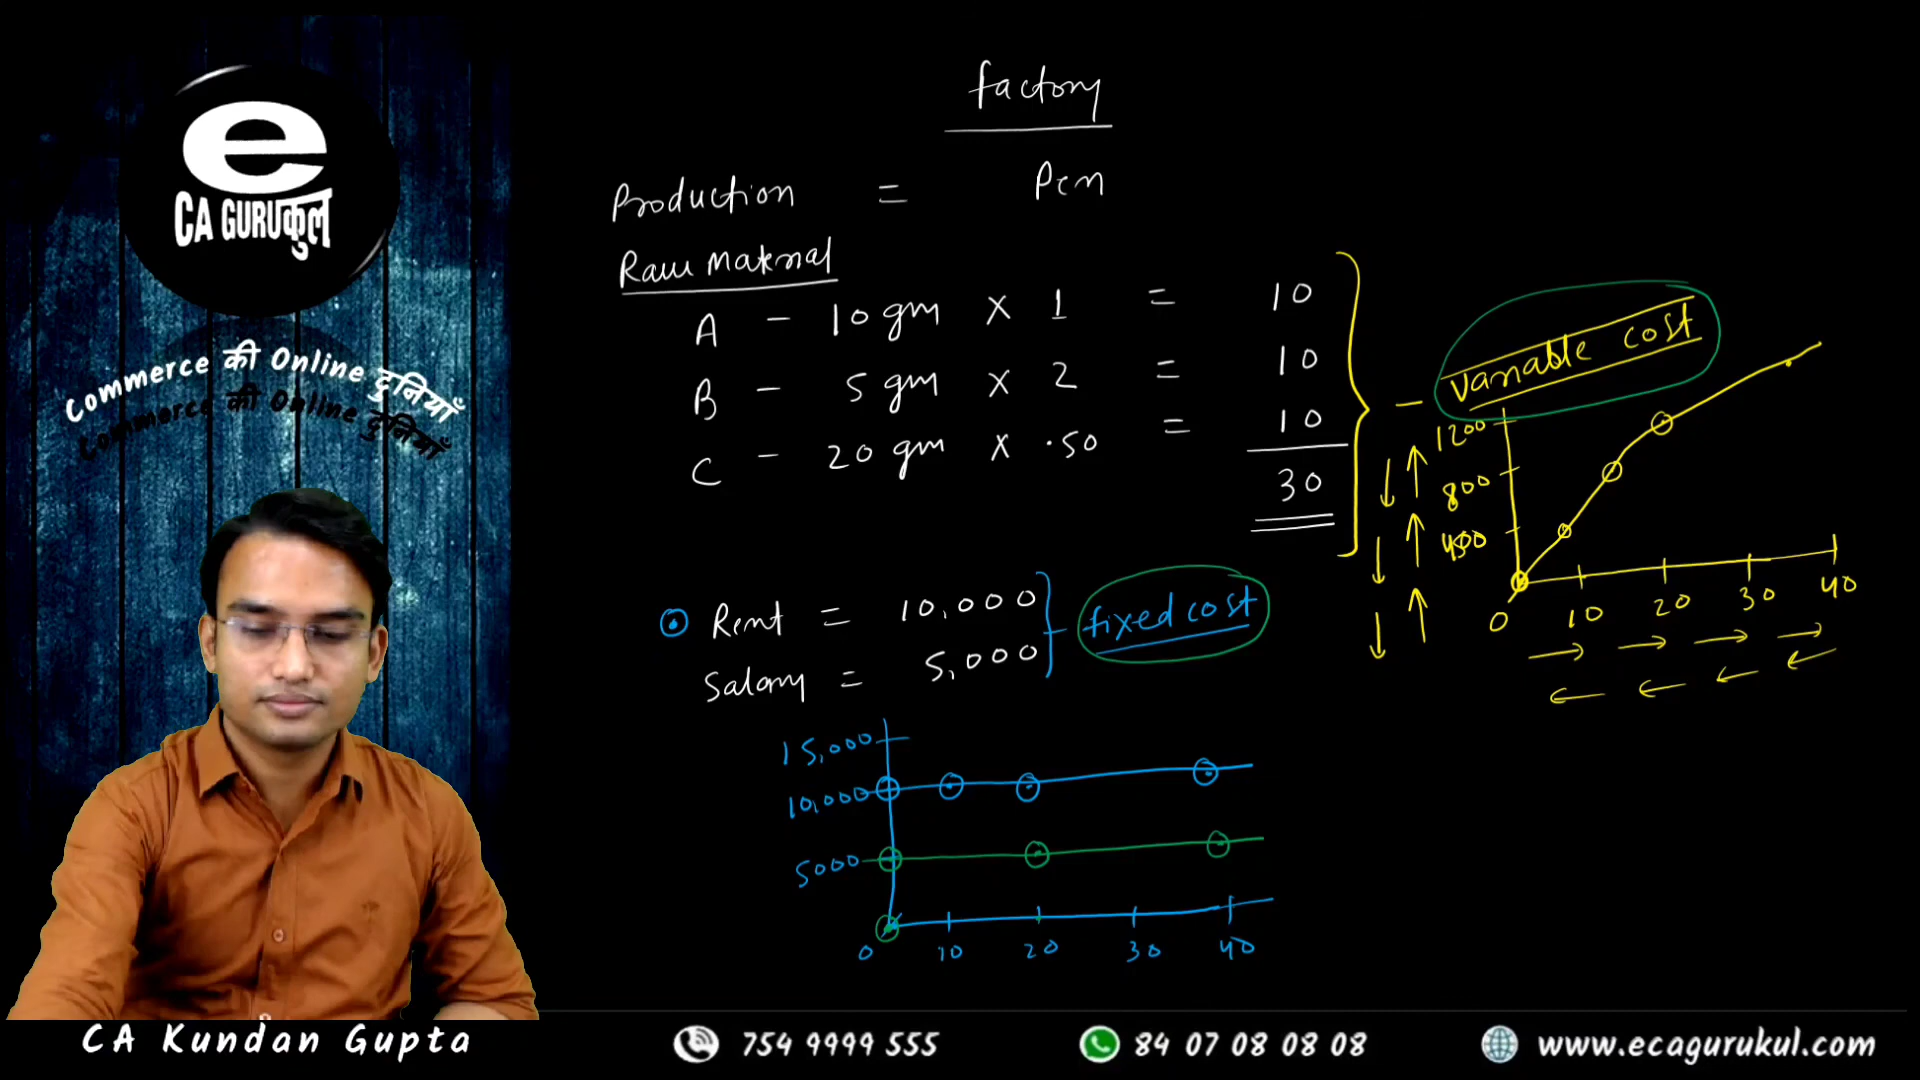 e
CA GURUकुल
Commerce की Online दुनियाँ
Commerce की Online दुनियाँ
factory
Production = Pen
Raw Material
A - 10 gm X 1 = 10
B - 5 gm X 2 = 10
C - 20 gm X .50 = 10
30
- Variable cost
1200
800
400
0 10 20 30 40
Rent = 10,000
Salary = 5,000
- fixed cost
15,000
10,000
5000
0 10 20 30 40
CA Kundan Gupta
754 9999 555
84 07 08 08 08
www.ecagurukul.com